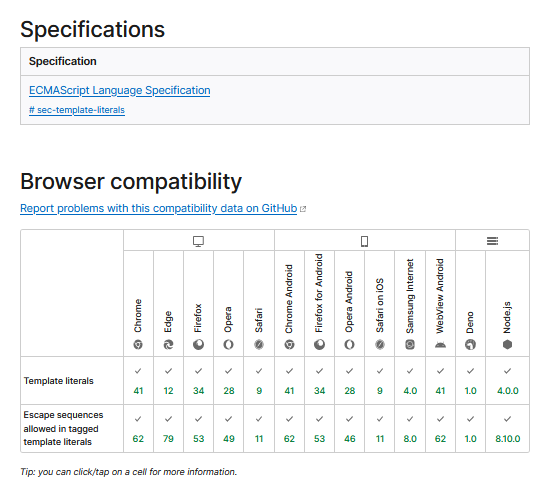 Specifications
Specification
ECMAScript Language Specification
# sec-template-literals
Browser compatibility
Report problems with this compatibility data on GitHub
Chrome
Edge
Firefox
Opera
Safari
Chrome Android
Firefox for Android
Opera Android
Safari on iOS
Samsung Internet
WebView Android
Deno
Node.js
Template literals
41 12 34 28 9 41 34 28 9 4.0 41 1.0 4.0.0
Escape sequences
allowed in tagged
template literals
62 79 53 49 11 62 53 46 11 8.0 62 1.0 8.10.0
Tip: you can click/tap on a cell for more information.